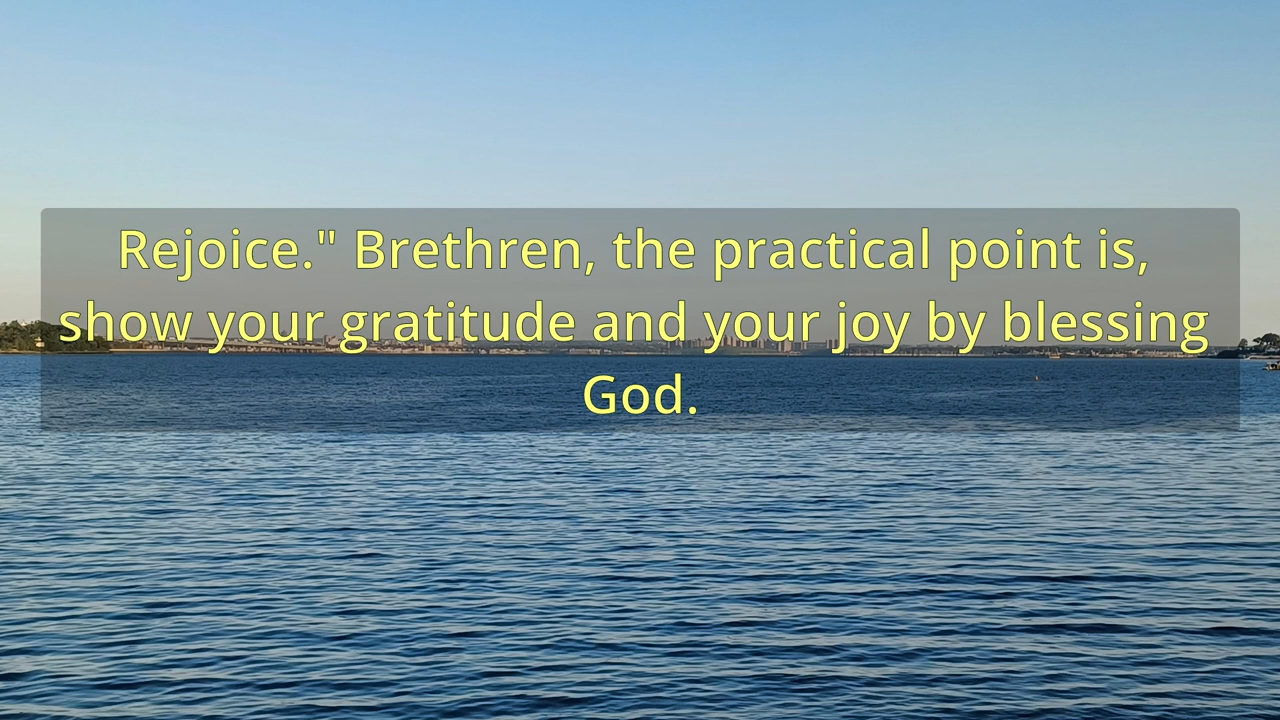 Rejoice." Brethren, the practical point is,
show your gratitude and your joy by blessing
God.